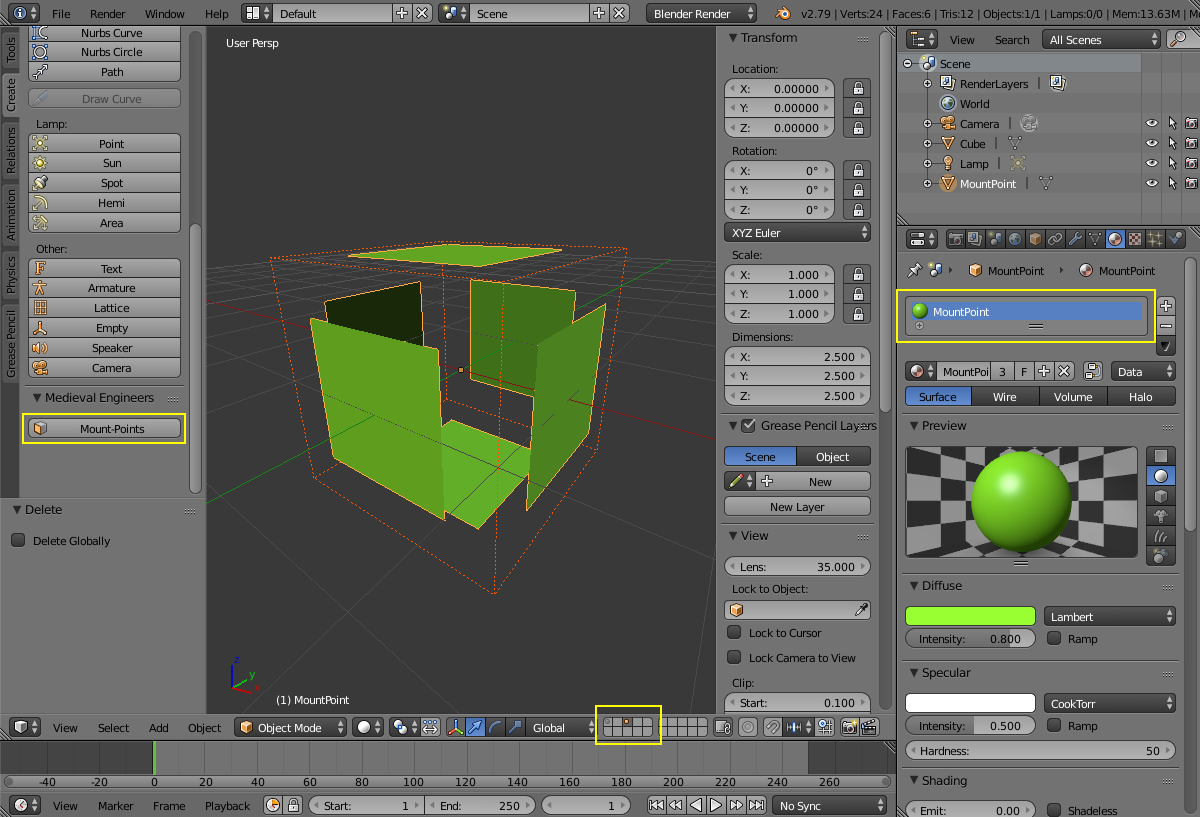 File Render Window Help Default Scene Blender Render v2.79 | Verts:24 | Faces:6 | Tris:12 | Objects:1/1 | Lamps:0/0 | Mem:13.63M |
Tools
Create
Relations
Animation
Physics
Grease Pencil
Nurbs Curve
Nurbs Circle
Path
Draw Curve
Lamp:
Point
Sun
Spot
Hemi
Area
Other:
Text
Armature
Lattice
Empty
Speaker
Camera
Medieval Engineers
Mount-Points
Delete
Delete Globally
User Persp
z
y
x
(1) MountPoint
Transform
Location:
X: 0.00000
Y: 0.00000
Z: 0.00000
Rotation:
X: 0°
Y: 0°
Z: 0°
XYZ Euler
Scale:
X: 1.000
Y: 1.000
Z: 1.000
Dimensions:
X: 2.500
Y: 2.500
Z: 2.500
Grease Pencil Layers
Scene Object
New
New Layer
View
Lens: 35.000
Lock to Object:
Lock to Cursor
Lock Camera to View
Clip:
Start: 0.100
View Search All Scenes
Scene
RenderLayers
World
Camera
Cube
Lamp
MountPoint
MountPoint MountPoint
MountPoint
MountPoi 3 F Data
Surface Wire Volume Halo
Preview
Diffuse
Lambert
Intensity: 0.800 Ramp
Specular
CookTorr
Intensity: 0.500 Ramp
Hardness: 50
Shading
Emit: 0.00 Shadeless
View Select Add Object Object Mode Global
-40 -20 0 20 40 60 80 100 120 140 160 180 200 220 240 260
View Marker Frame Playback Start: 1 End: 250 1 No Sync